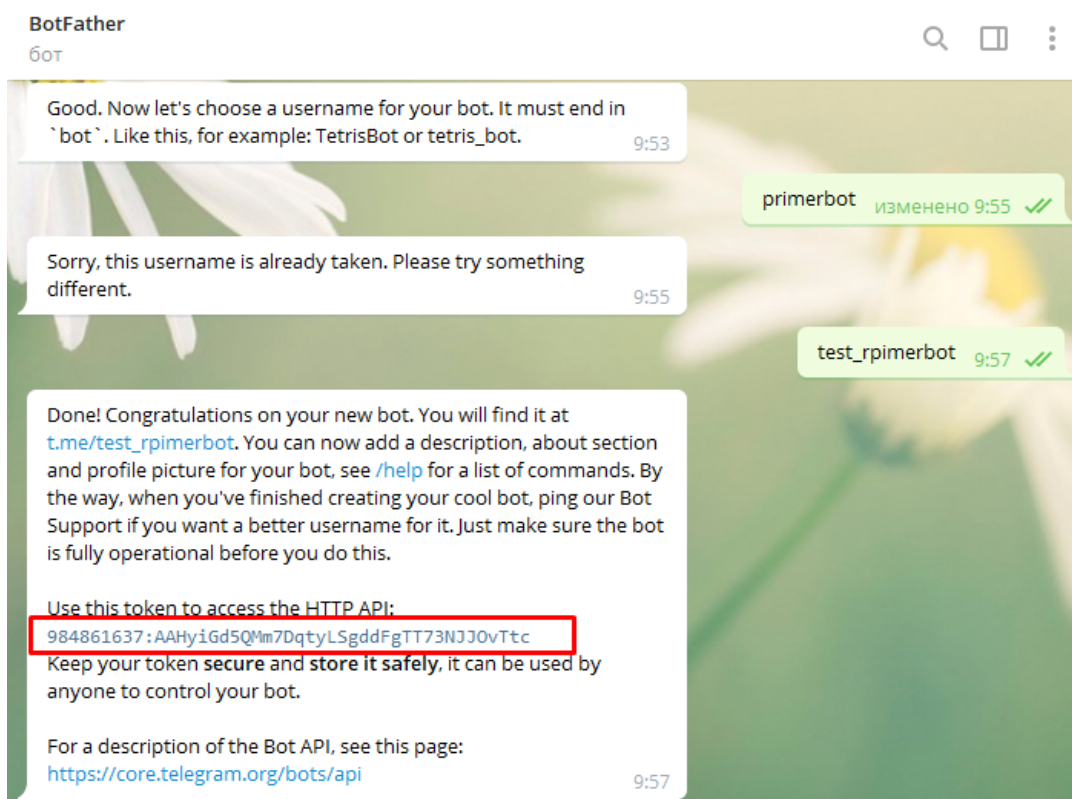 BotFather
бот
Good. Now let's choose a username for your bot. It must end in
`bot`. Like this, for example: TetrisBot or tetris_bot.
9:53
primerbot
изменено 9:55
Sorry, this username is already taken. Please try something
different.
9:55
test_rpimerbot
9:57
Done! Congratulations on your new bot. You will find it at
t.me/test_rpimerbot. You can now add a description, about section
and profile picture for your bot, see /help for a list of commands. By
the way, when you've finished creating your cool bot, ping our Bot
Support if you want a better username for it. Just make sure the bot
is fully operational before you do this.
Use this token to access the HTTP API:
984861637:AAHyiGd5QMm7DqtyLSgddFgTT73NJJOvTtc
Keep your token secure and store it safely, it can be used by
anyone to control your bot.
For a description of the Bot API, see this page:
https://core.telegram.org/bots/api
9:57